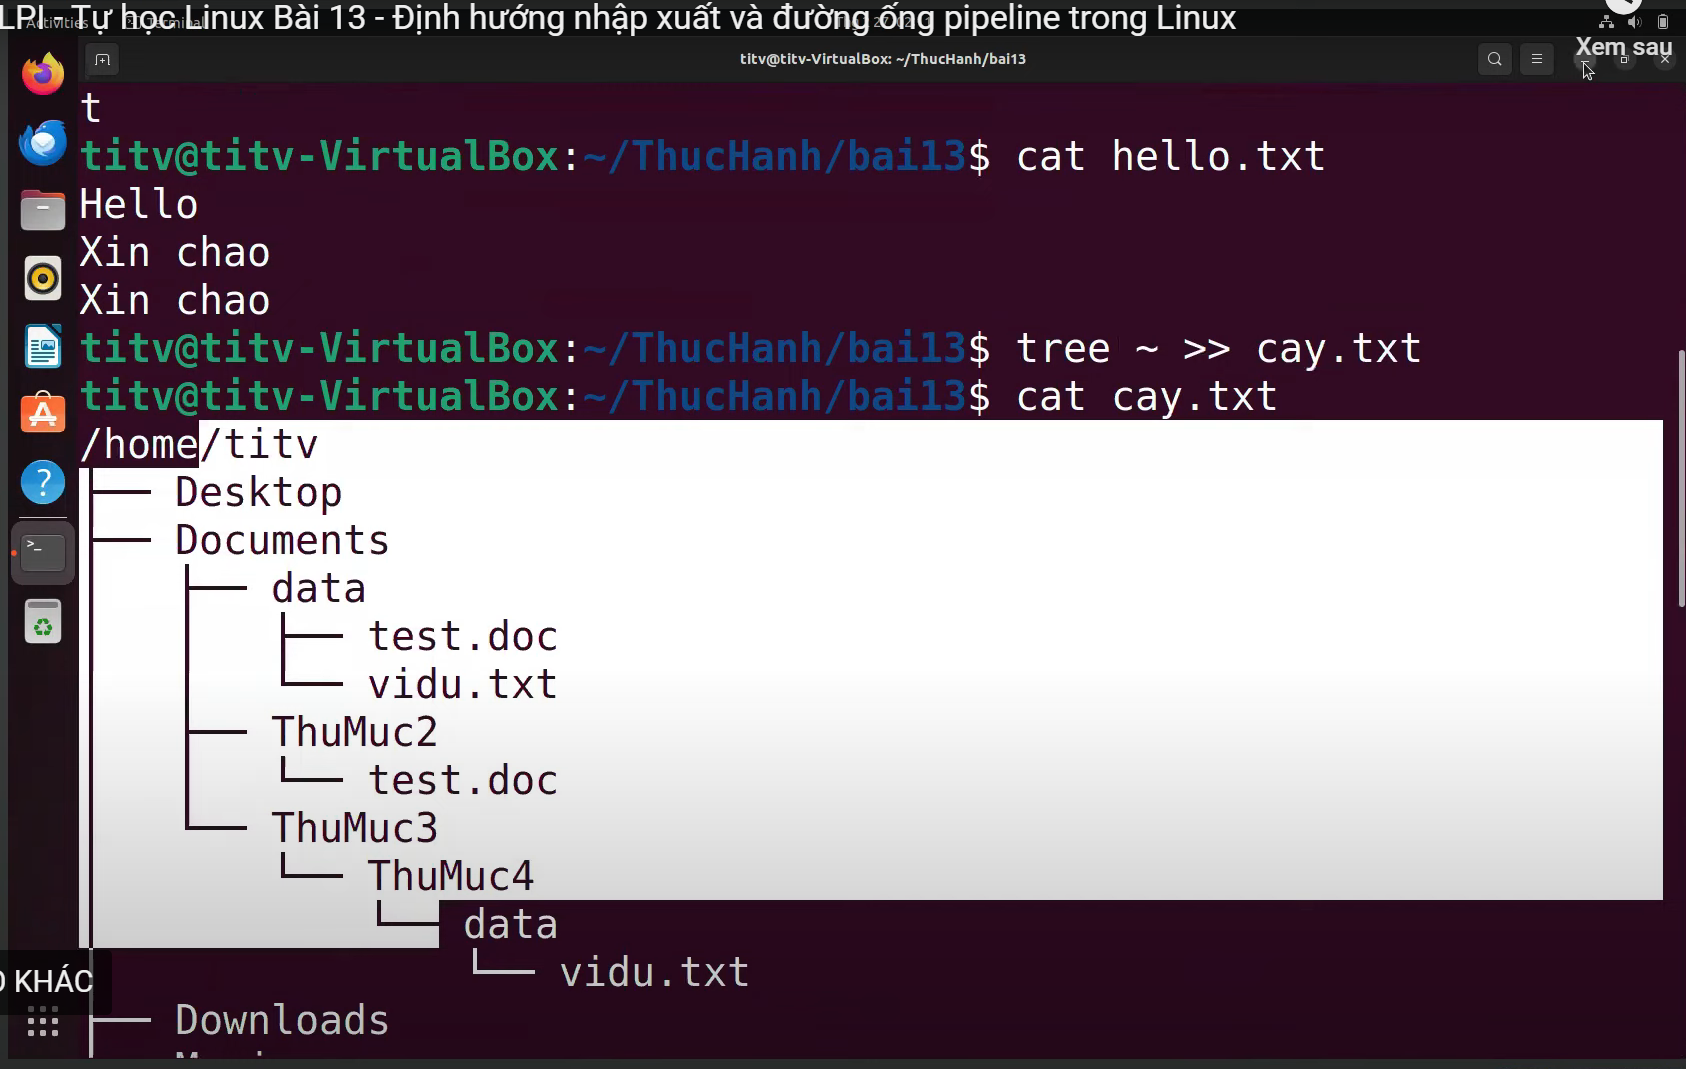 LPI - Tự học Linux Bài 13 - Định hướng nhập xuất và đường ống pipeline trong Linux
Xem sau
titv@titv-VirtualBox: ~/ThucHanh/bai13
t
titv@titv-VirtualBox:~/ThucHanh/bai13$ cat hello.txt
Hello
Xin chao
Xin chao
titv@titv-VirtualBox:~/ThucHanh/bai13$ tree ~ >> cay.txt
titv@titv-VirtualBox:~/ThucHanh/bai13$ cat cay.txt
/home/titv
├── Desktop
├── Documents
│   ├── data
│   │   ├── test.doc
│   │   └── vidu.txt
│   ├── ThuMuc2
│   │   └── test.doc
│   └── ThuMuc3
│       └── ThuMuc4
│           └── data
│               └── vidu.txt
├── Downloads
KHÁC